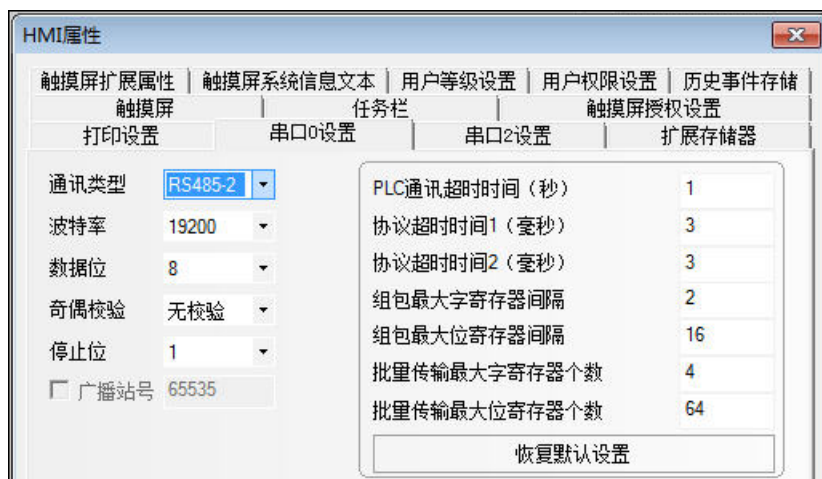 HMI属性
触摸屏扩展属性 触摸屏系统信息文本 用户等级设置 用户权限设置 历史事件存储
触摸屏 任务栏 触摸屏授权设置
打印设置 串口0设置 串口2设置 扩展存储器
通讯类型 RS485-2
波特率 19200
数据位 8
奇偶校验 无校验
停止位 1
广播站号 65535
PLC通讯超时时间（秒） 1
协议超时时间1（毫秒） 3
协议超时时间2（毫秒） 3
组包最大字寄存器间隔 2
组包最大位寄存器间隔 16
批量传输最大字寄存器个数 4
批量传输最大位寄存器个数 64
恢复默认设置